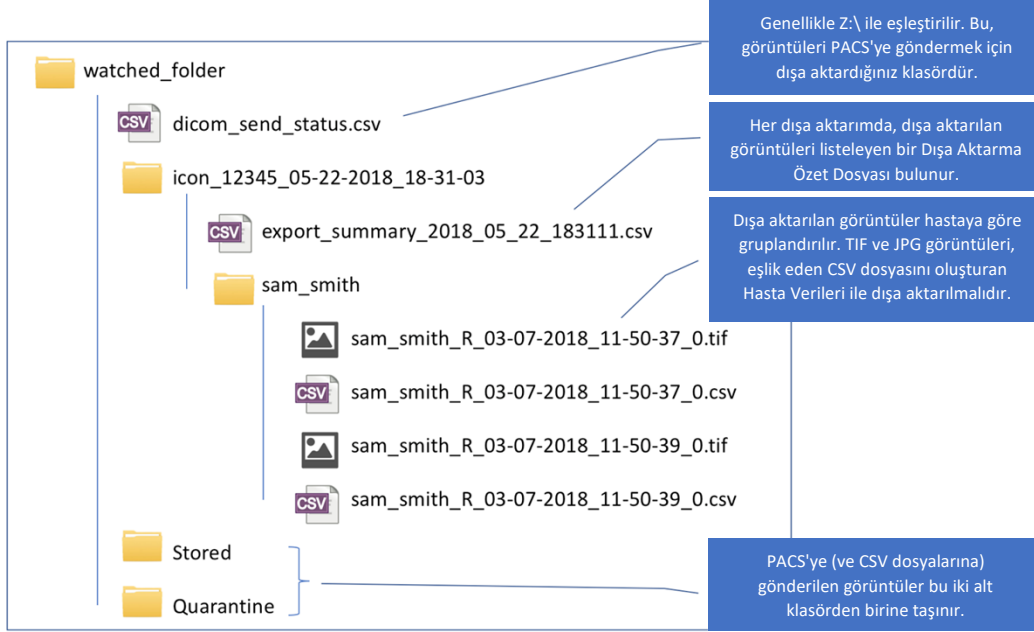 Genellikle Z:\ ile eşleştirilir. Bu,
görüntüleri PACS'ye göndermek için
dışa aktardığınız klasördür.
watched_folder
CSV
dicom_send_status.csv
Her dışa aktarımda, dışa aktarılan
görüntüleri listeleyen bir Dışa Aktarma
Özet Dosyası bulunur.
icon_12345_05-22-2018_18-31-03
CSV
export_summary_2018_05_22_183111.csv
Dışa aktarılan görüntüler hastaya göre
gruplandırılır. TIF ve JPG görüntüleri,
eşlik eden CSV dosyasını oluşturan
Hasta Verileri ile dışa aktarılmalıdır.
sam_smith
sam_smith_R_03-07-2018_11-50-37_0.tif
CSV
sam_smith_R_03-07-2018_11-50-37_0.csv
sam_smith_R_03-07-2018_11-50-39_0.tif
CSV
sam_smith_R_03-07-2018_11-50-39_0.csv
Stored
Quarantine
PACS'ye (ve CSV dosyalarına)
gönderilen görüntüler bu iki alt
klasörden birine taşınır.